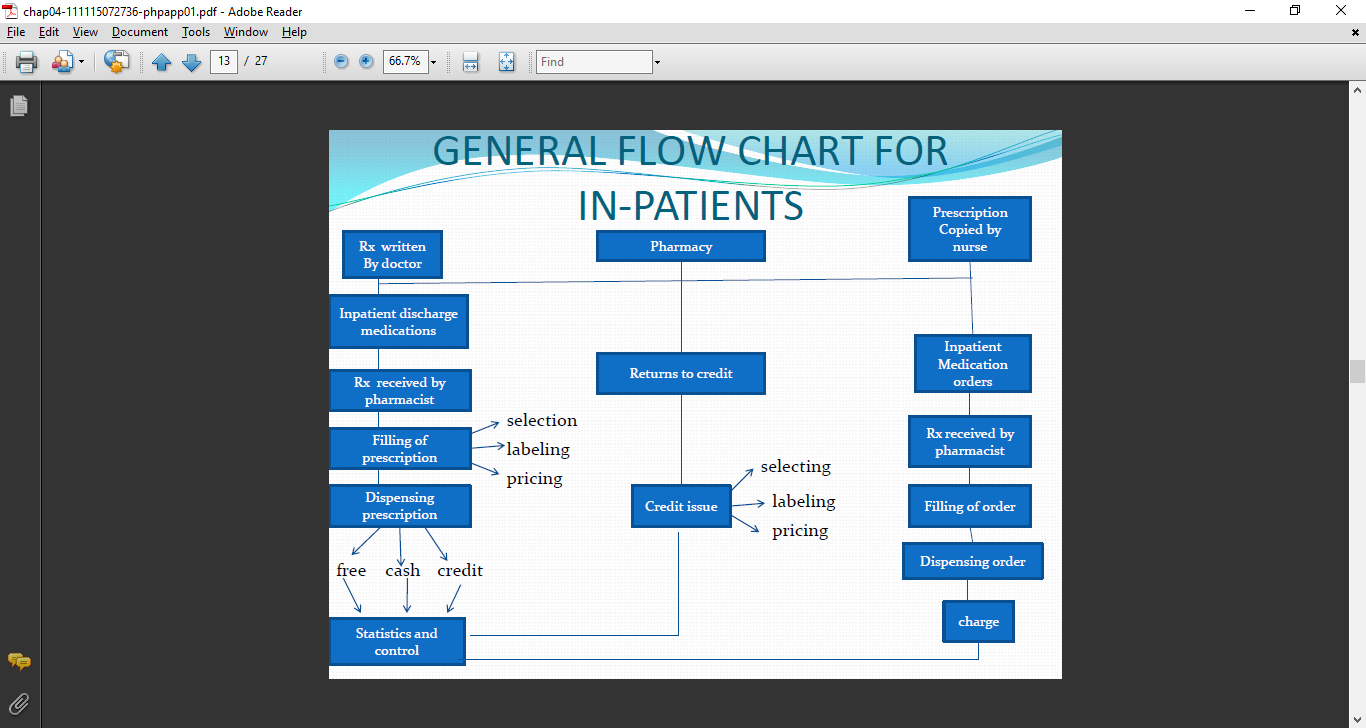 chap04-111115072736-phpapp01.pdf - Adobe Reader
File Edit View Document Tools Window Help
13 / 27
66.7%
Find
GENERAL FLOW CHART FOR
IN-PATIENTS
Rx written
By doctor
Pharmacy
Prescription
Copied by
nurse
Inpatient discharge
medications
Rx received by
pharmacist
Filling of
prescription
selection
labeling
pricing
Dispensing
prescription
free cash credit
Statistics and
control
Returns to credit
Credit issue
selecting
labeling
pricing
Inpatient
Medication
orders
Rx received by
pharmacist
Filling of order
Dispensing order
charge